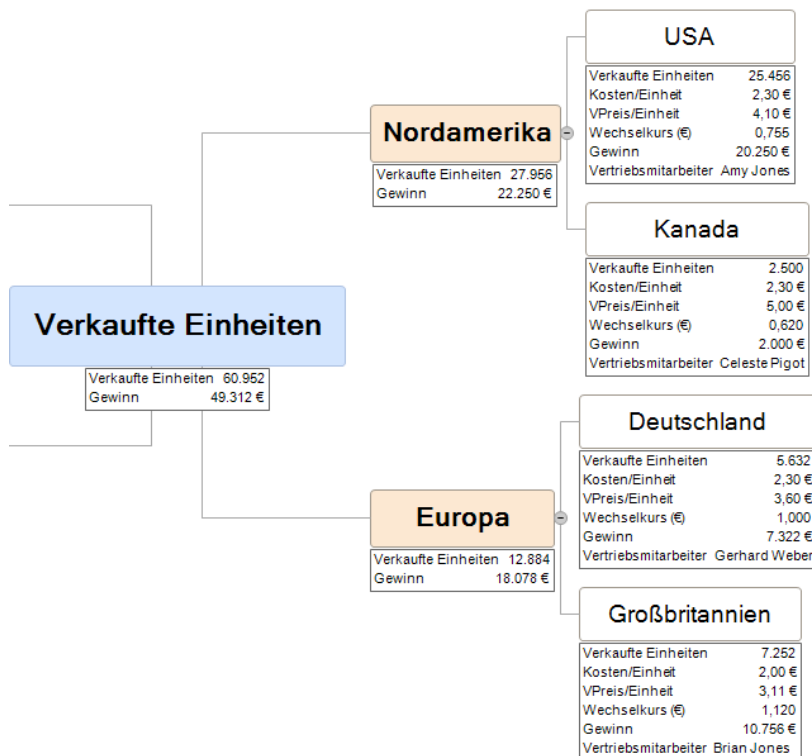 USA
Verkaufte Einheiten 25.456
Kosten/Einheit 2,30 €
VPreis/Einheit 4,10 €
Wechselkurs (€) 0,755
Gewinn 20.250 €
Vertriebsmitarbeiter Amy Jones
Nordamerika
Verkaufte Einheiten 27.956
Gewinn 22.250 €
Kanada
Verkaufte Einheiten 2.500
Kosten/Einheit 2,30 €
VPreis/Einheit 5,00 €
Wechselkurs (€) 0,620
Gewinn 2.000 €
Vertriebsmitarbeiter Celeste Pigot
Verkaufte Einheiten
Verkaufte Einheiten 60.952
Gewinn 49.312 €
Deutschland
Verkaufte Einheiten 5.632
Kosten/Einheit 2,30 €
VPreis/Einheit 3,60 €
Wechselkurs (€) 1,000
Gewinn 7.322 €
Vertriebsmitarbeiter Gerhard Weber
Europa
Verkaufte Einheiten 12.884
Gewinn 18.078 €
Großbritannien
Verkaufte Einheiten 7.252
Kosten/Einheit 2,00 €
VPreis/Einheit 3,11 €
Wechselkurs (€) 1,120
Gewinn 10.756 €
Vertriebsmitarbeiter Brian Jones